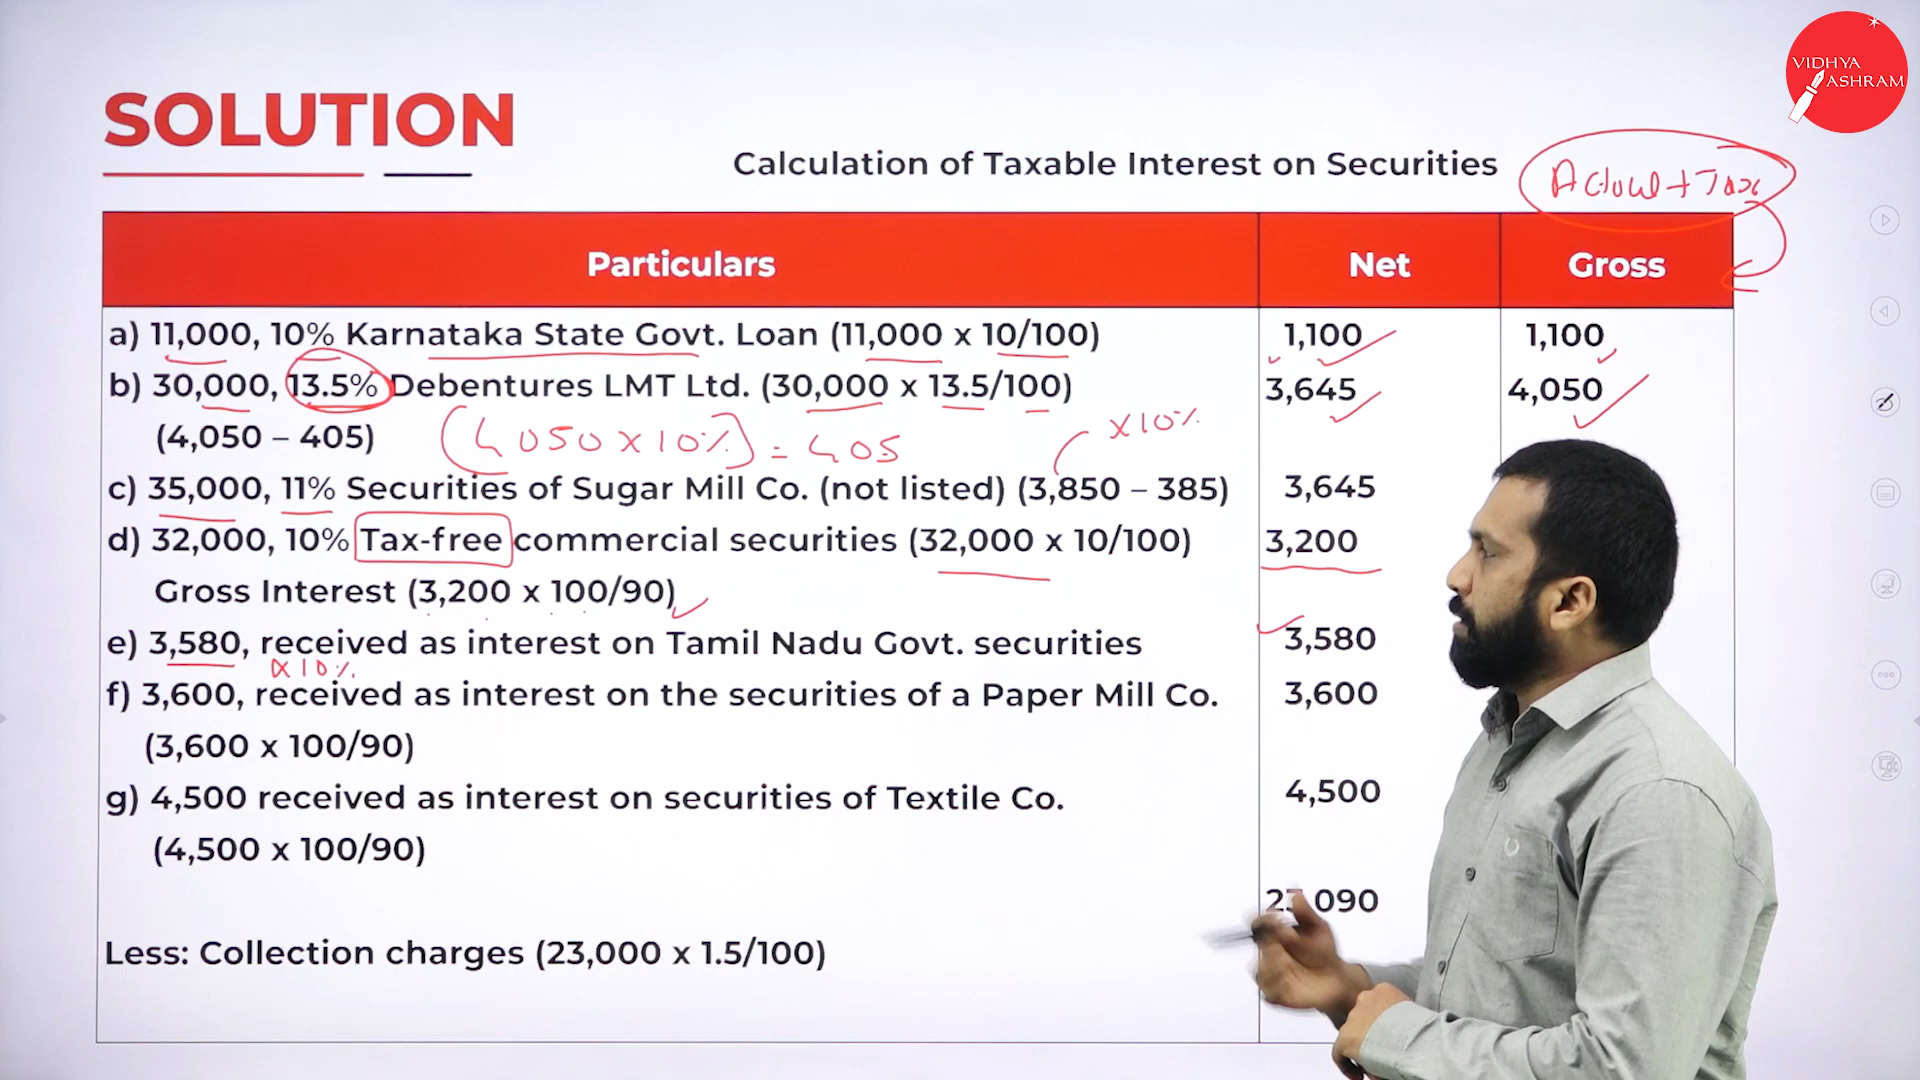 VIDHYA
ASHRAM
SOLUTION
Calculation of Taxable Interest on Securities
Actual + Tax
Particulars Net Gross
a) 11,000, 10% Karnataka State Govt. Loan (11,000 x 10/100) 1,100 1,100
b) 30,000, 13.5% Debentures LMT Ltd. (30,000 x 13.5/100) 3,645 4,050
(4,050 – 405) (4050 x 10%) = 405 x10%
c) 35,000, 11% Securities of Sugar Mill Co. (not listed) (3,850 – 385) 3,645
d) 32,000, 10% Tax-free commercial securities (32,000 x 10/100) 3,200
Gross Interest (3,200 x 100/90)
e) 3,580, received as interest on Tamil Nadu Govt. securities 3,580
x10%
f) 3,600, received as interest on the securities of a Paper Mill Co. 3,600
(3,600 x 100/90)
g) 4,500 received as interest on securities of Textile Co. 4,500
(4,500 x 100/90)
23,090
Less: Collection charges (23,000 x 1.5/100)